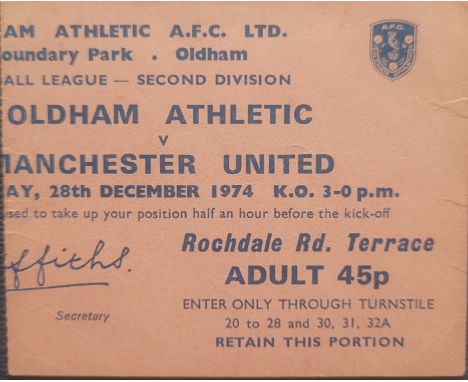 AM ATHLETIC A.F.C. LTD.
oundary Park . Oldham
ALL LEAGUE — SECOND DIVISION
OLDHAM ATHLETIC
v
MANCHESTER UNITED
AY, 28th DECEMBER 1974 K.O. 3-0 p.m.
ised to take up your position half an hour before the kick-off
Rochdale Rd. Terrace
ADULT 45p
ENTER ONLY THROUGH TURNSTILE
20 to 28 and 30, 31, 32A
RETAIN THIS PORTION
ffiths.
Secretary
A.F.C.